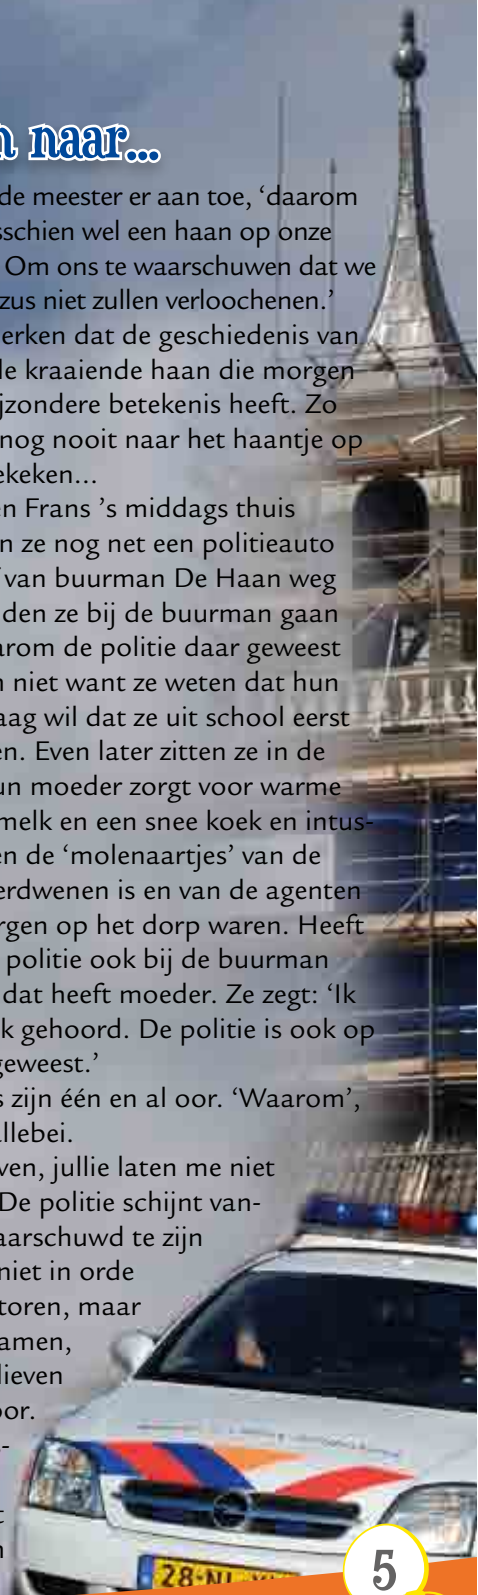 n naar...
de meester er aan toe, ‘daarom
sschien wel een haan op onze
Om ons te waarschuwen dat we
zus niet zullen verloochenen.’
erken dat de geschiedenis van
de kraaiende haan die morgen
jzondere betekenis heeft. Zo
nog nooit naar het haantje op
ekeken...
en Frans ’s middags thuis
n ze nog net een politieauto
van buurman De Haan weg
den ze bij de buurman gaan
arom de politie daar geweest
n niet want ze weten dat hun
aag wil dat ze uit school eerst
en. Even later zitten ze in de
un moeder zorgt voor warme
melk en een snee koek en intus-
en de ‘molenaartjes’ van de
erdwenen is en van de agenten
rgen op het dorp waren. Heeft
politie ook bij de buurman
dat heeft moeder. Ze zegt: ‘Ik
k gehoord. De politie is ook op
geweest.’
s zijn één en al oor. ‘Waarom’,
llebei.
ven, jullie laten me niet
De politie schijnt van-
aarschuwd te zijn
niet in orde
toren, maar
amen,
lieven
oor.
-
t
n
28-NL
5